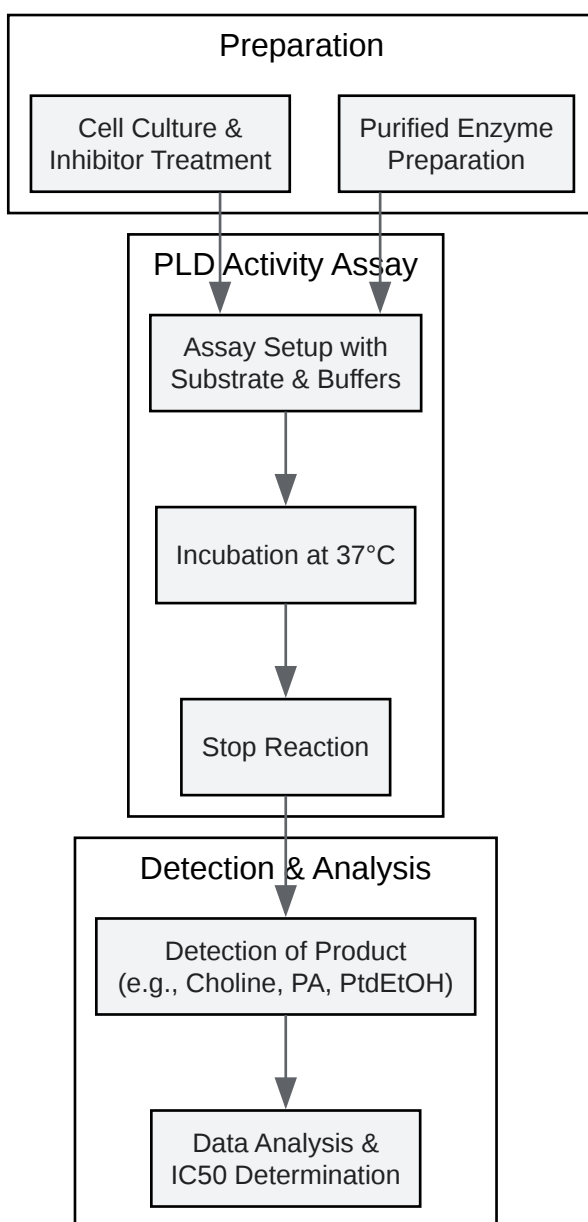 Preparation
Cell Culture &
Inhibitor Treatment
Purified Enzyme
Preparation
PLD Activity Assay
Assay Setup with
Substrate & Buffers
Incubation at 37°C
Stop Reaction
Detection & Analysis
Detection of Product
(e.g., Choline, PA, PtdEtOH)
Data Analysis &
IC50 Determination